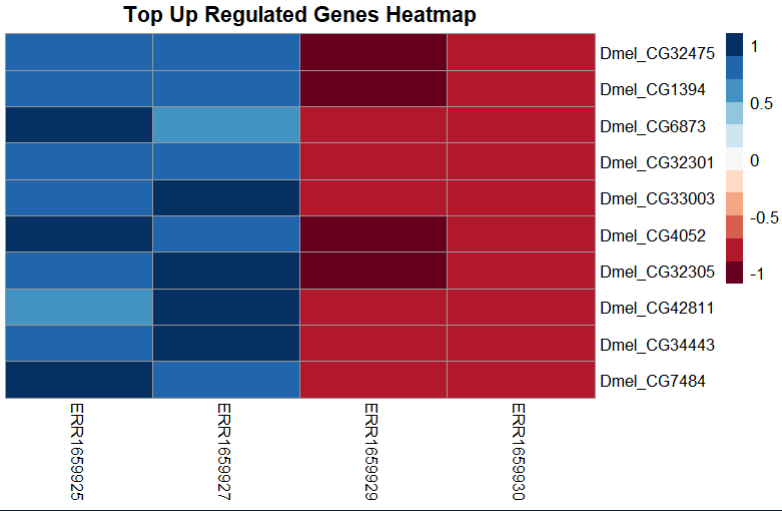 Top Up Regulated Genes Heatmap
Dmel_CG32475
Dmel_CG1394
Dmel_CG6873
Dmel_CG32301
Dmel_CG33003
Dmel_CG4052
Dmel_CG32305
Dmel_CG42811
Dmel_CG34443
Dmel_CG7484
1
0.5
0
-0.5
-1
ERR1659925
ERR1659927
ERR1659929
ERR1659930